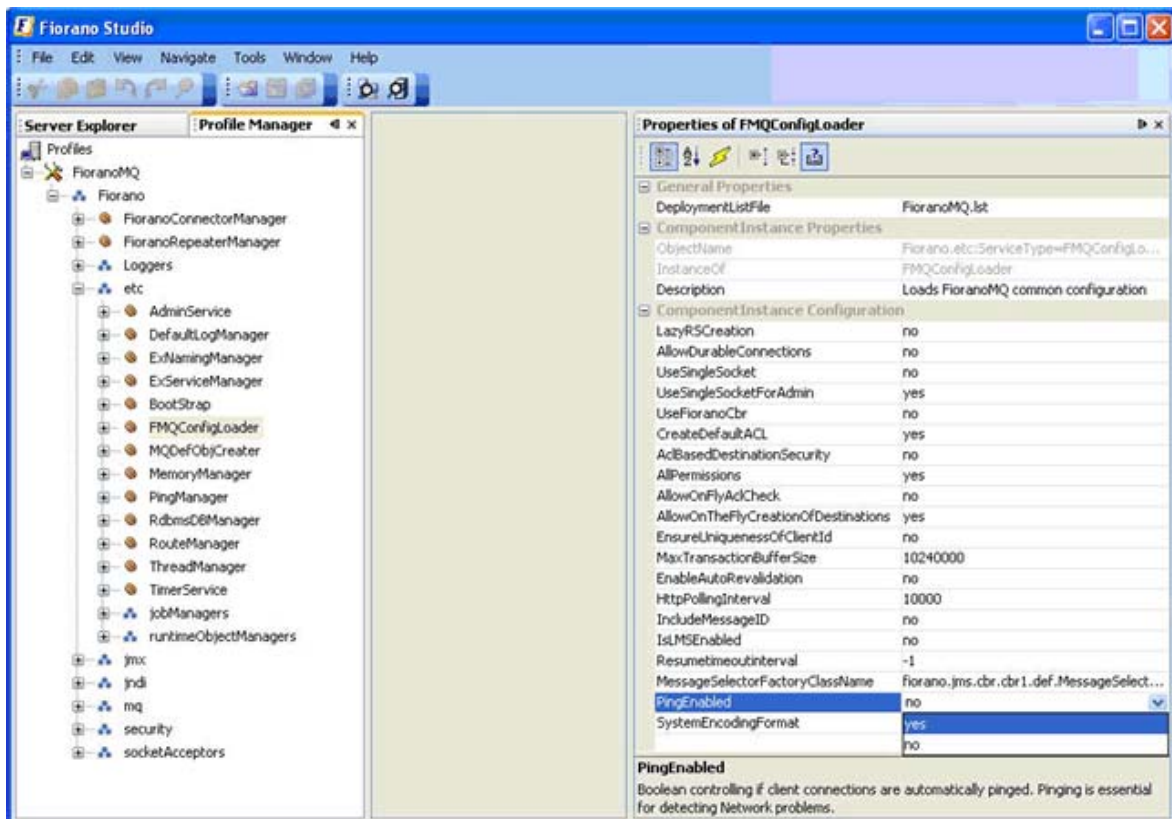 Fiorano Studio
File Edit View Navigate Tools Window Help
Server Explorer
Profile Manager
Profiles
FioranoMQ
Fiorano
FioranoConnectorManager
FioranoRepeaterManager
Loggers
etc
AdminService
DefaultLogManager
ExNamingManager
ExServiceManager
BootStrap
FMQConfigLoader
MQDefObjCreater
MemoryManager
PingManager
RdbmsDBManager
RouteManager
ThreadManager
TimerService
jobManagers
runtimeObjectManagers
jmx
jndi
mq
security
socketAcceptors
Properties of FMQConfigLoader
General Properties
DeploymentListFile FioranoMQ.lst
ComponentInstance Properties
ObjectName Fiorano.etc:ServiceType=FMQConfigLo...
InstanceOf FMQConfigLoader
Description Loads FioranoMQ common configuration
ComponentInstance Configuration
LazyRSCreation no
AllowDurableConnections no
UseSingleSocket no
UseSingleSocketForAdmin yes
UseFioranoCbr no
CreateDefaultACL yes
AclBasedDestinationSecurity no
AllPermissions yes
AllowOnFlyAclCheck no
AllowOnTheFlyCreationOfDestinations yes
EnsureUniquenessOfClientId no
MaxTransactionBufferSize 10240000
EnableAutoRevalidation no
HttpPollingInterval 10000
IncludeMessageID no
IsLMSEnabled no
Resumetimeoutinterval -1
MessageSelectorFactoryClassName fiorano.jms.cbr.cbr1.def.MessageSelect...
PingEnabled no
SystemEncodingFormat yes
no
PingEnabled
Boolean controlling if client connections are automatically pinged. Pinging is essential
for detecting Network problems.